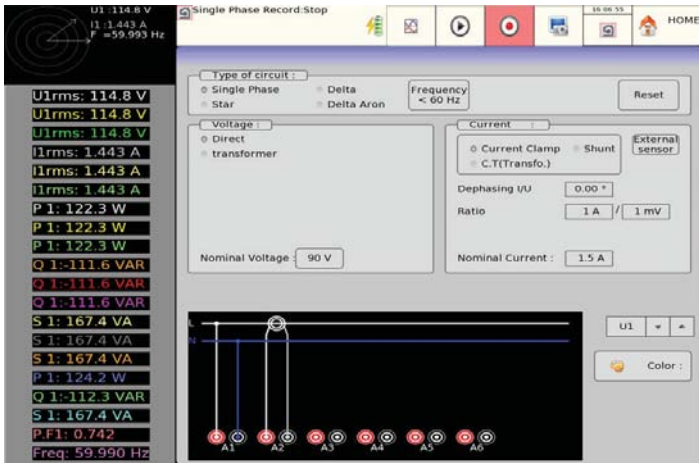 U1 :114.8 V
I1 :1.443 A
F =59.993 Hz
Single Phase Record:Stop
16 06 55
HOME
U1rms: 114.8 V
U1rms: 114.8 V
U1rms: 114.8 V
I1rms: 1.443 A
I1rms: 1.443 A
I1rms: 1.443 A
P 1: 122.3 W
P 1: 122.3 W
P 1: 122.3 W
Q 1:-111.6 VAR
Q 1:-111.6 VAR
Q 1:-111.6 VAR
S 1: 167.4 VA
S 1: 167.4 VA
S 1: 167.4 VA
P 1: 124.2 W
Q 1:-112.3 VAR
S 1: 167.4 VA
P.F1: 0.742
Freq: 59.990 Hz
Type of circuit :
Single Phase
Delta
Star
Delta Aron
Frequency
< 60 Hz
Reset
Voltage :
Direct
transformer
Nominal Voltage : 90 V
Current :
Current Clamp
Shunt
C.T(Transfo.)
External
sensor
Dephasing I/U 0.00 °
Ratio 1 A / 1 mV
Nominal Current : 1.5 A
L
N
A1 A2 A3 A4 A5 A6
U1
Color :